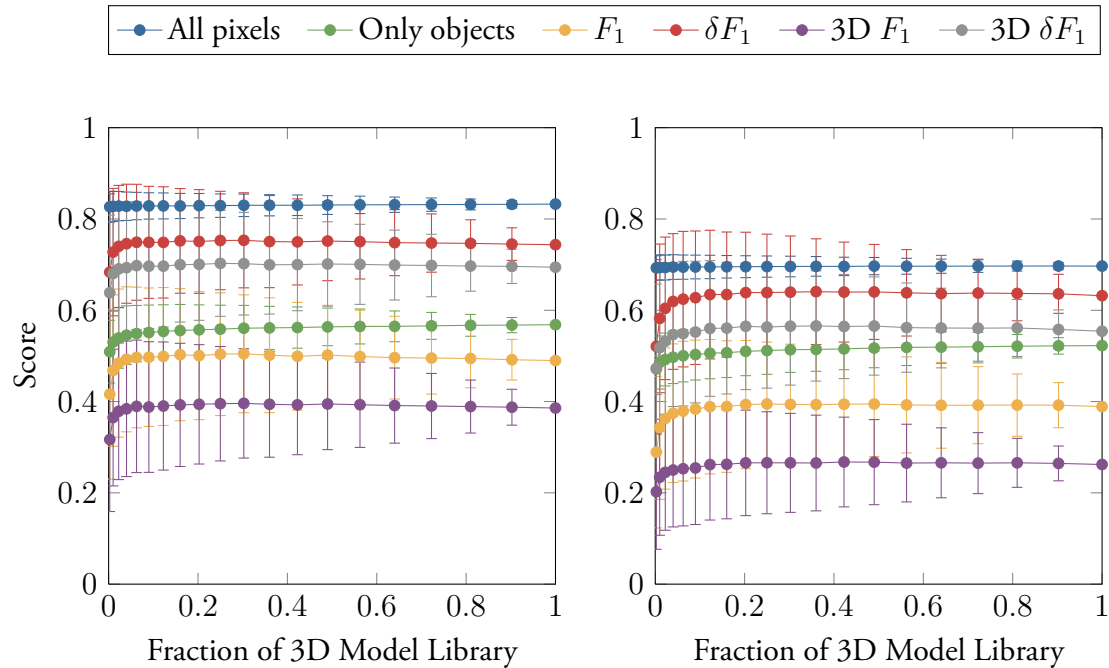 All pixels Only objects F₁ δF₁ 3D F₁ 3D δF₁
1
0.8
0.6
0.4
0.2
0
0 0.2 0.4 0.6 0.8 1
Score
Fraction of 3D Model Library
1
0.8
0.6
0.4
0.2
0
0 0.2 0.4 0.6 0.8 1
Fraction of 3D Model Library